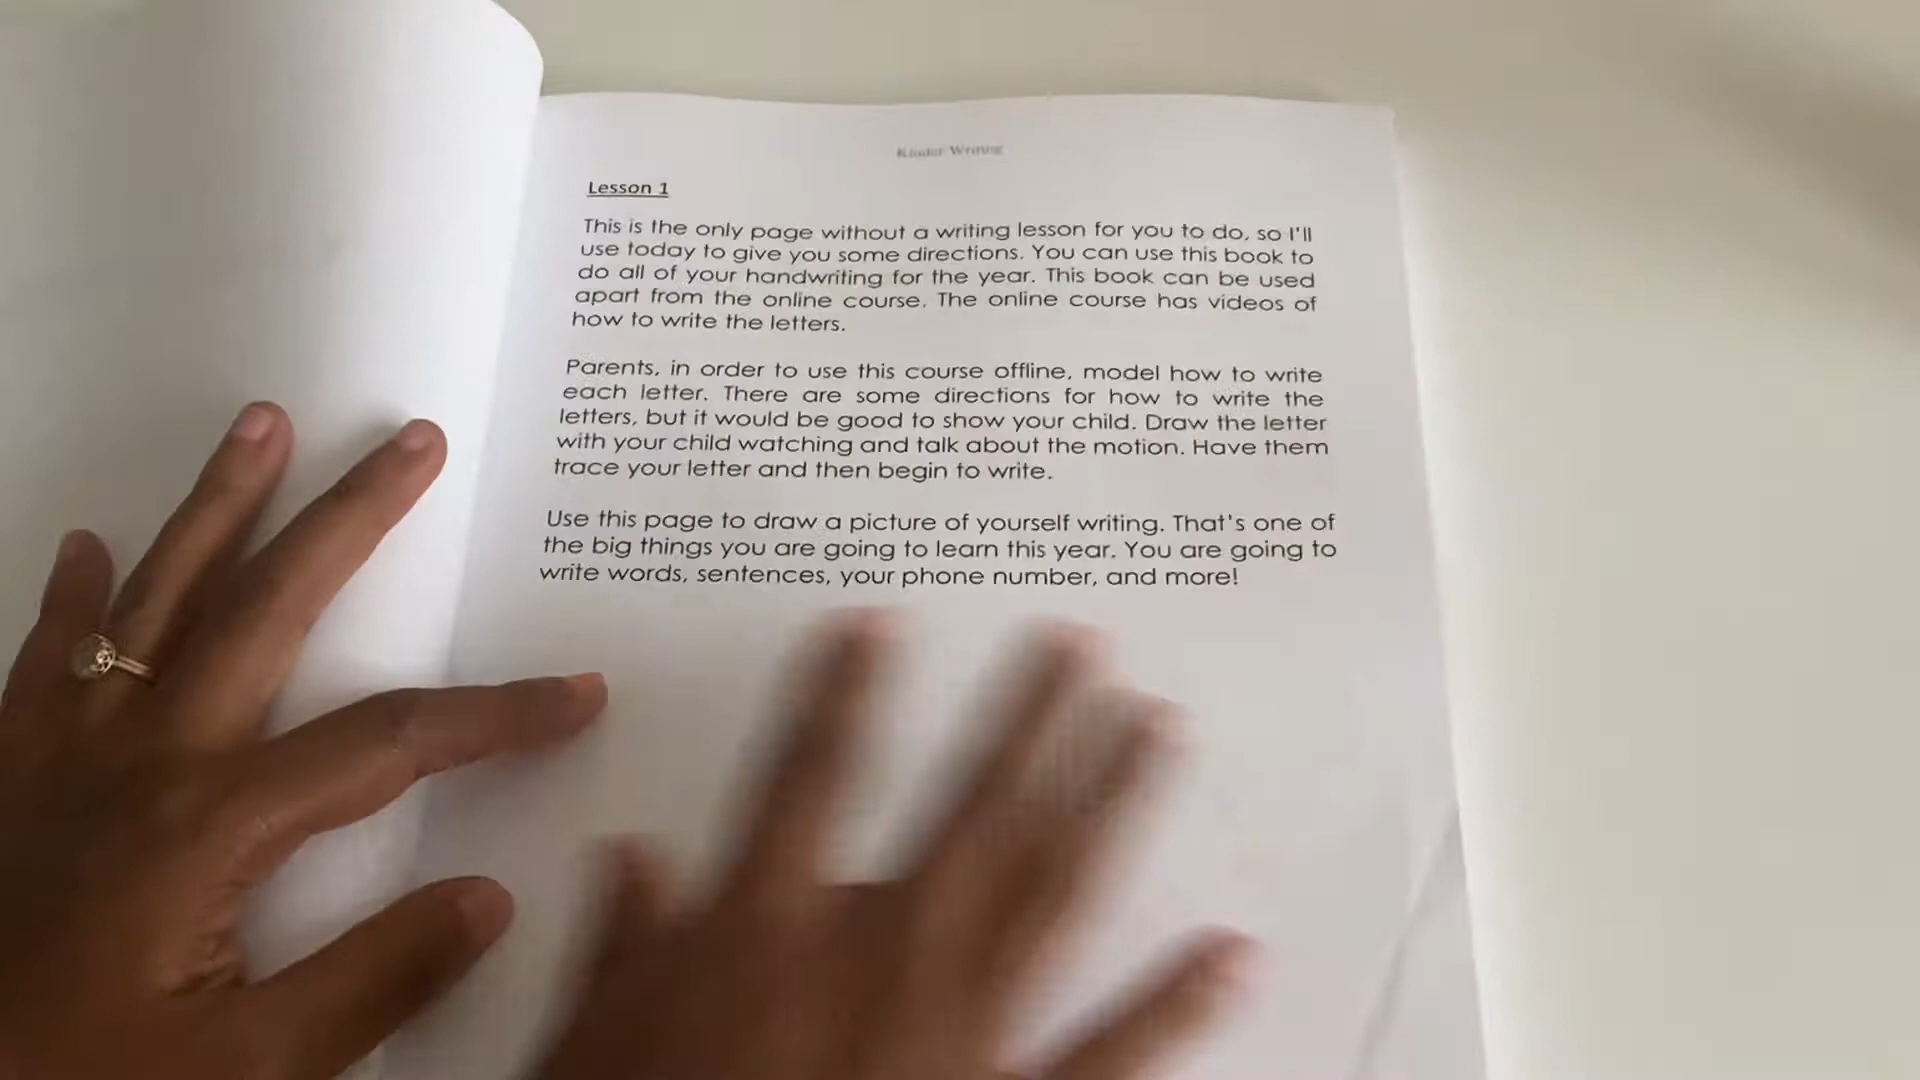 Kinder Writing
Lesson 1
This is the only page without a writing lesson for you to do, so I'll
use today to give you some directions. You can use this book to
do all of your handwriting for the year. This book can be used
apart from the online course. The online course has videos of
how to write the letters.
Parents, in order to use this course offline, model how to write
each letter. There are some directions for how to write the
letters, but it would be good to show your child. Draw the letter
with your child watching and talk about the motion. Have them
trace your letter and then begin to write.
Use this page to draw a picture of yourself writing. That's one of
the big things you are going to learn this year. You are going to
write words, sentences, your phone number, and more!